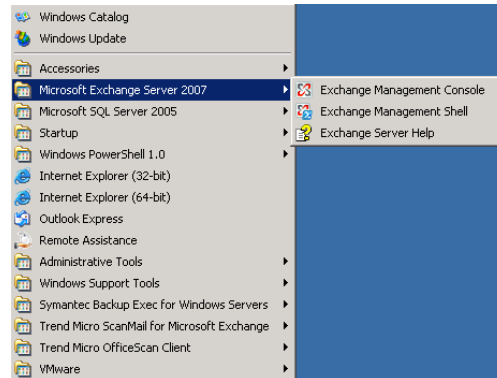 Windows Catalog
Windows Update
Accessories
Microsoft Exchange Server 2007
Exchange Management Console
Microsoft SQL Server 2005
Exchange Management Shell
Startup
Exchange Server Help
Windows PowerShell 1.0
Internet Explorer (32-bit)
Internet Explorer (64-bit)
Outlook Express
Remote Assistance
Administrative Tools
Windows Support Tools
Symantec Backup Exec for Windows Servers
Trend Micro ScanMail for Microsoft Exchange
Trend Micro OfficeScan Client
VMware